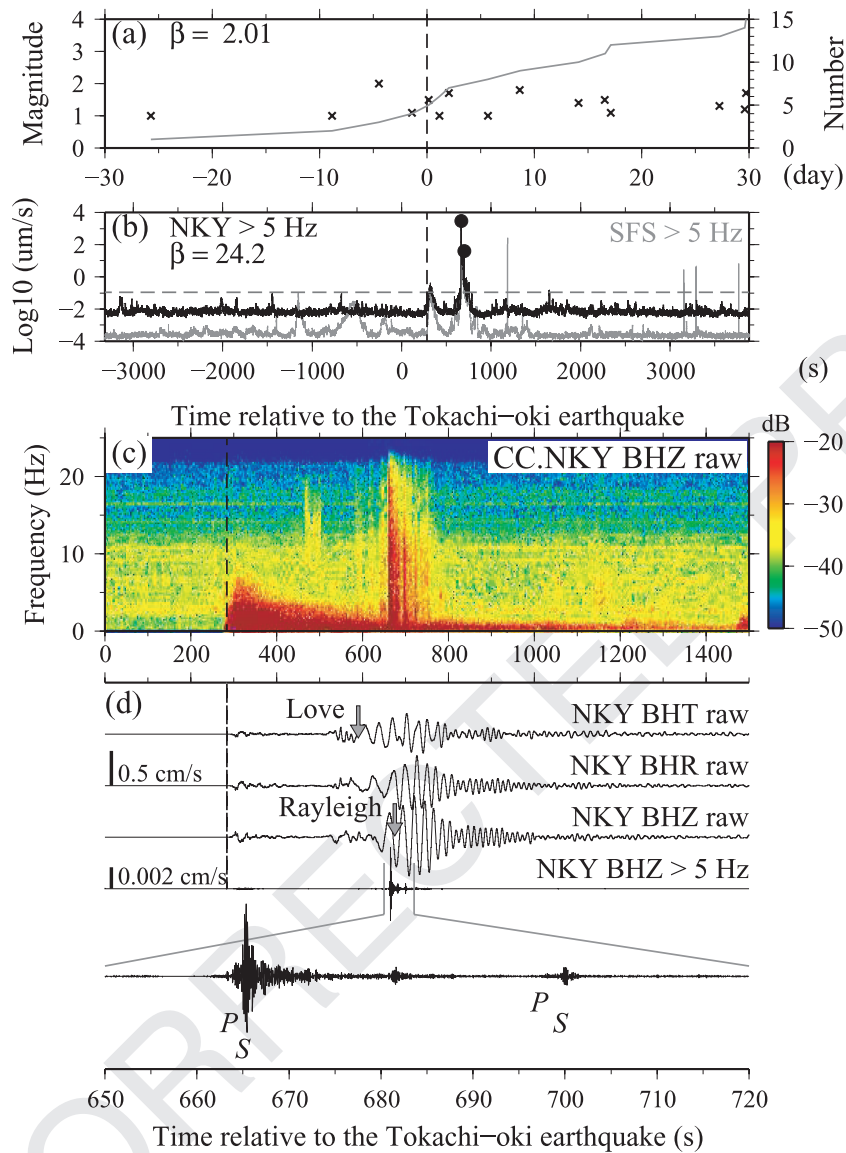 (a) β = 2.01
Magnitude
Number
4
3
2
1
0
15
10
5
0
−30 −20 −10 0 10 20 30
(day)
(b) NKY > 5 Hz
β = 24.2
SFS > 5 Hz
Log10 (um/s)
4
2
0
−2
−4
−3000 −2000 −1000 0 1000 2000 3000
(s)
Time relative to the Tokachi−oki earthquake
(c)
CC.NKY BHZ raw
Frequency (Hz)
20
10
0
0 200 400 600 800 1000 1200 1400
dB
−20
−30
−40
−50
(d)
Love
NKY BHT raw
0.5 cm/s
NKY BHR raw
Rayleigh
NKY BHZ raw
0.002 cm/s
NKY BHZ > 5 Hz
P
S
P
S
650 660 670 680 690 700 710 720
Time relative to the Tokachi−oki earthquake (s)